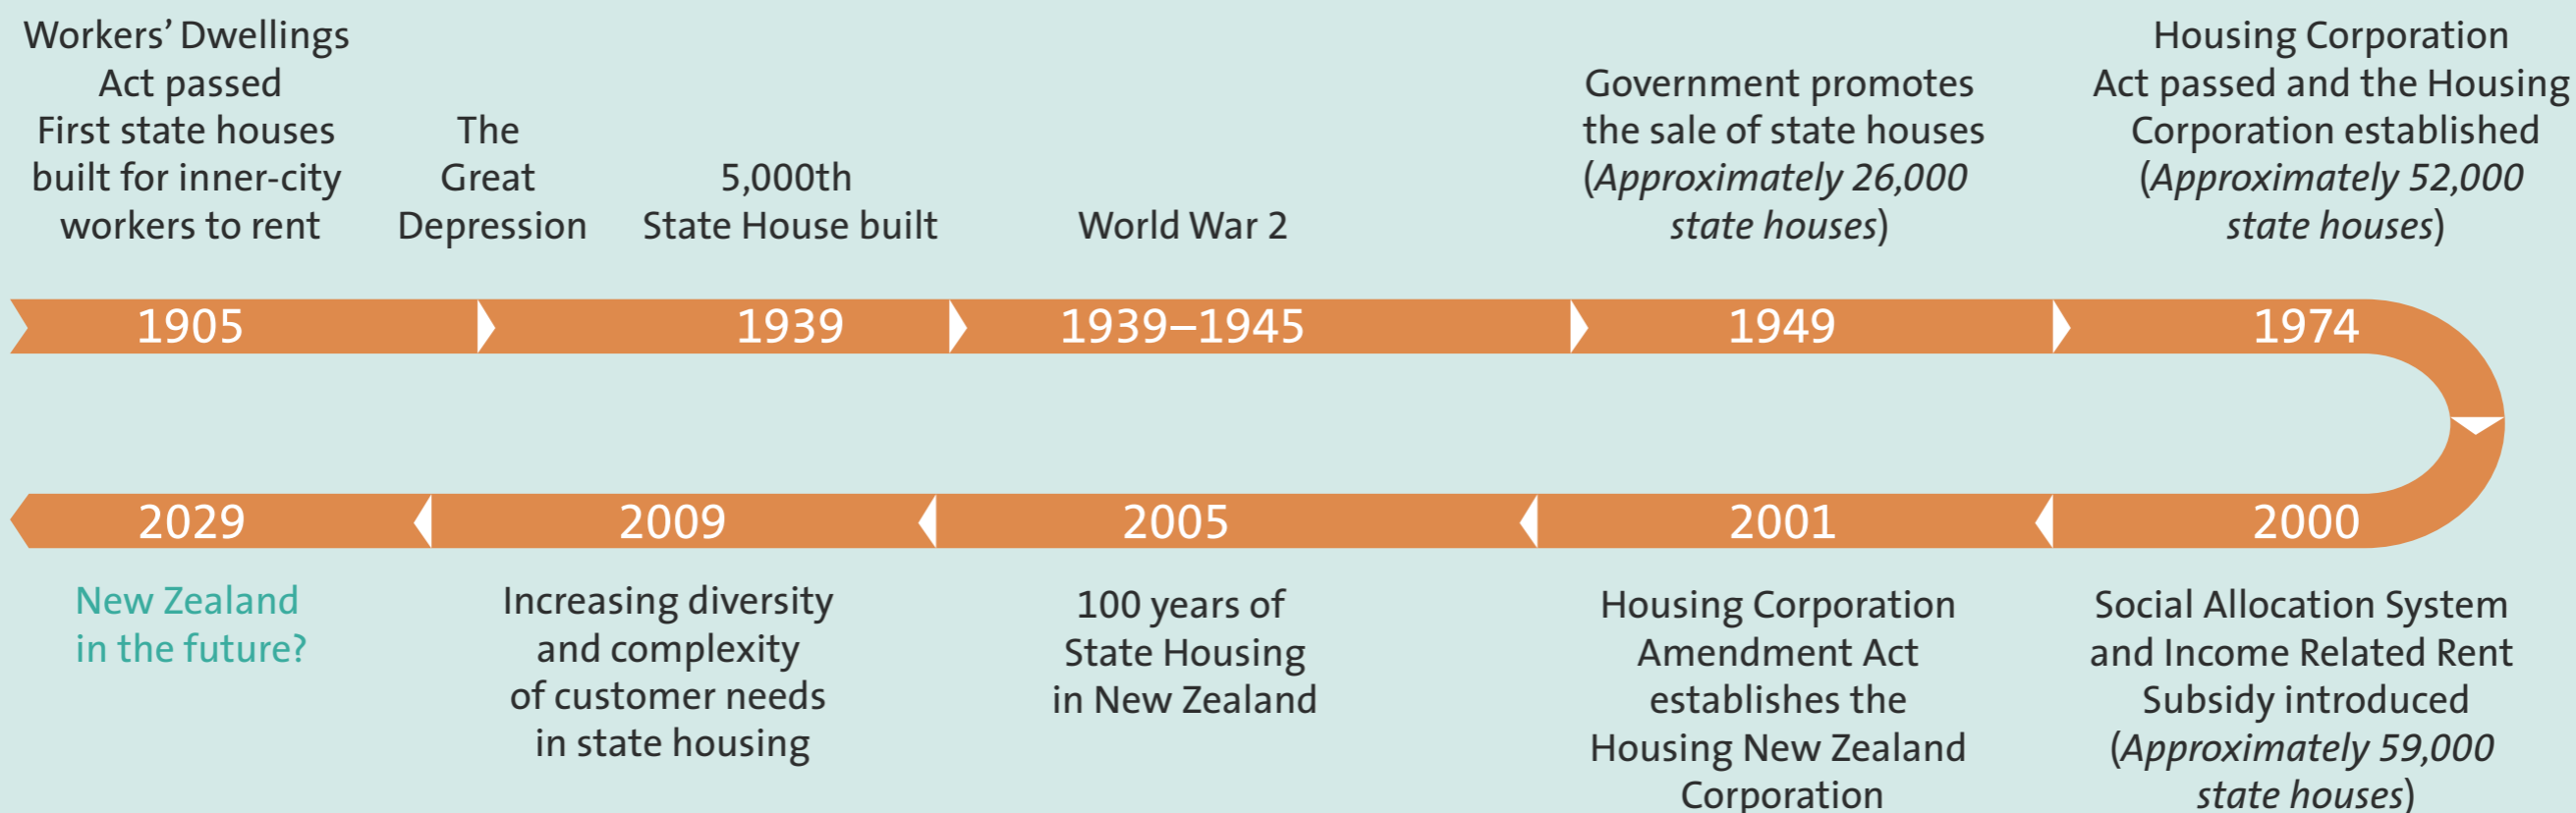 Workers’ Dwellings
Act passed
First state houses
built for inner-city
workers to rent
The
Great
Depression
5,000th
State House built
World War 2
Government promotes
the sale of state houses
(Approximately 26,000
state houses)
Housing Corporation
Act passed and the Housing
Corporation established
(Approximately 52,000
state houses)
1905
1939
1939–1945
1949
1974
2029
2009
2005
2001
2000
New Zealand
in the future?
Increasing diversity
and complexity
of customer needs
in state housing
100 years of
State Housing
in New Zealand
Housing Corporation
Amendment Act
establishes the
Housing New Zealand
Corporation
Social Allocation System
and Income Related Rent
Subsidy introduced
(Approximately 59,000
state houses)